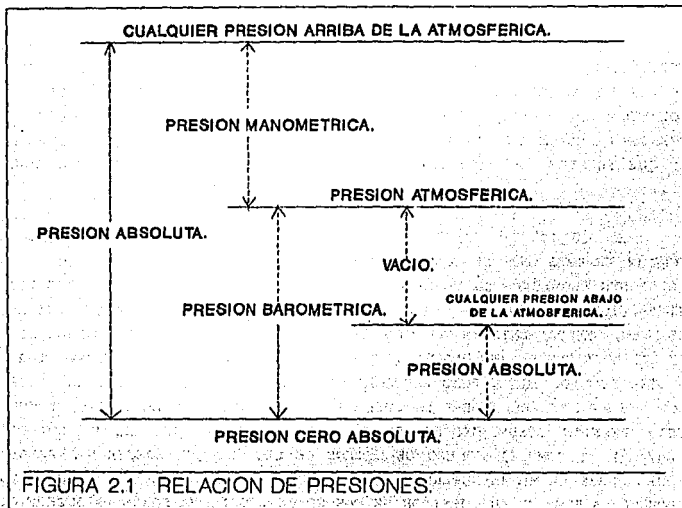 CUALQUIER PRESION ARRIBA DE LA ATMOSFERICA.
PRESION MANOMETRICA.
PRESION ATMOSFERICA.
PRESION ABSOLUTA.
VACIO.
CUALQUIER PRESION ABAJO
DE LA ATMOSFERICA.
PRESION BAROMETRICA.
PRESION ABSOLUTA.
PRESION CERO ABSOLUTA.
FIGURA 2.1 RELACION DE PRESIONES.